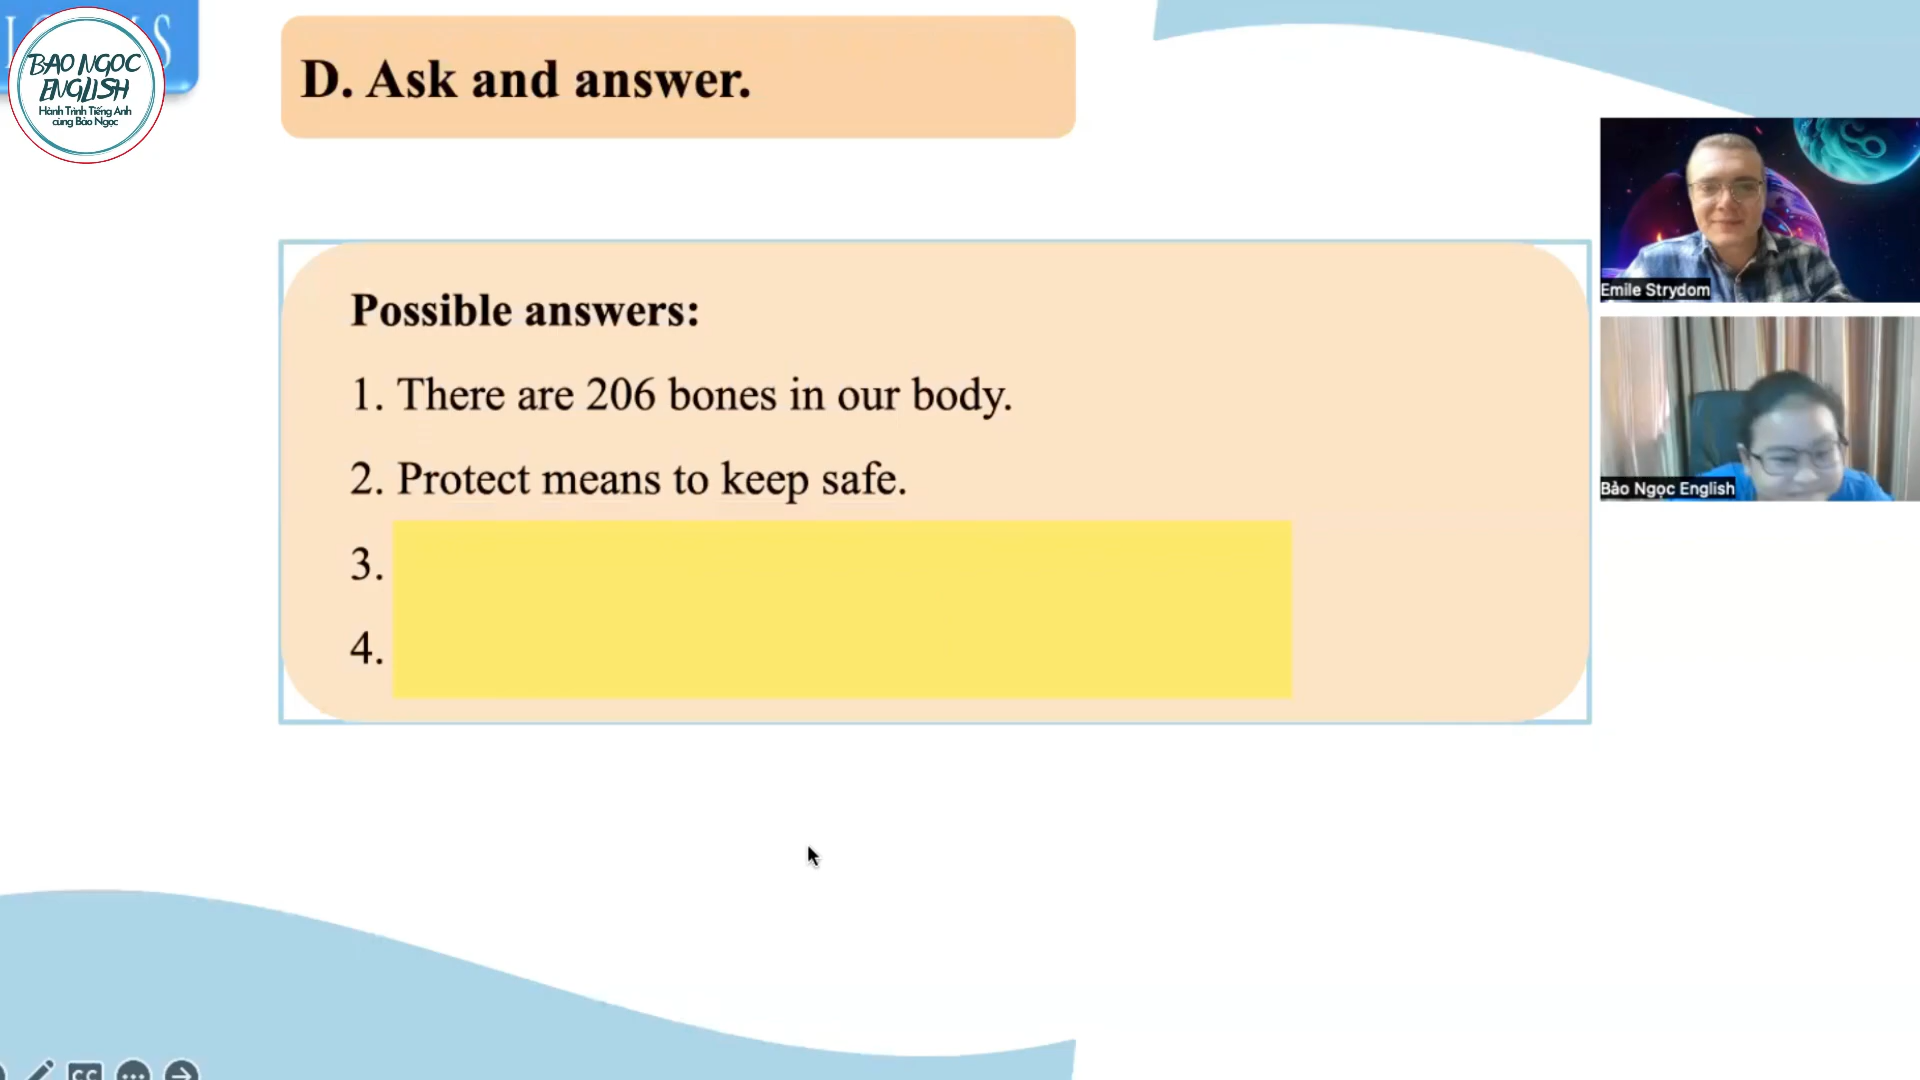 BAO NGOC
ENGLISH
Hành Trình Tiếng Anh
cùng Bảo Ngọc
D. Ask and answer.
Possible answers:
1. There are 206 bones in our body.
2. Protect means to keep safe.
3.
4.
Emile Strydom
Bảo Ngọc English
CC